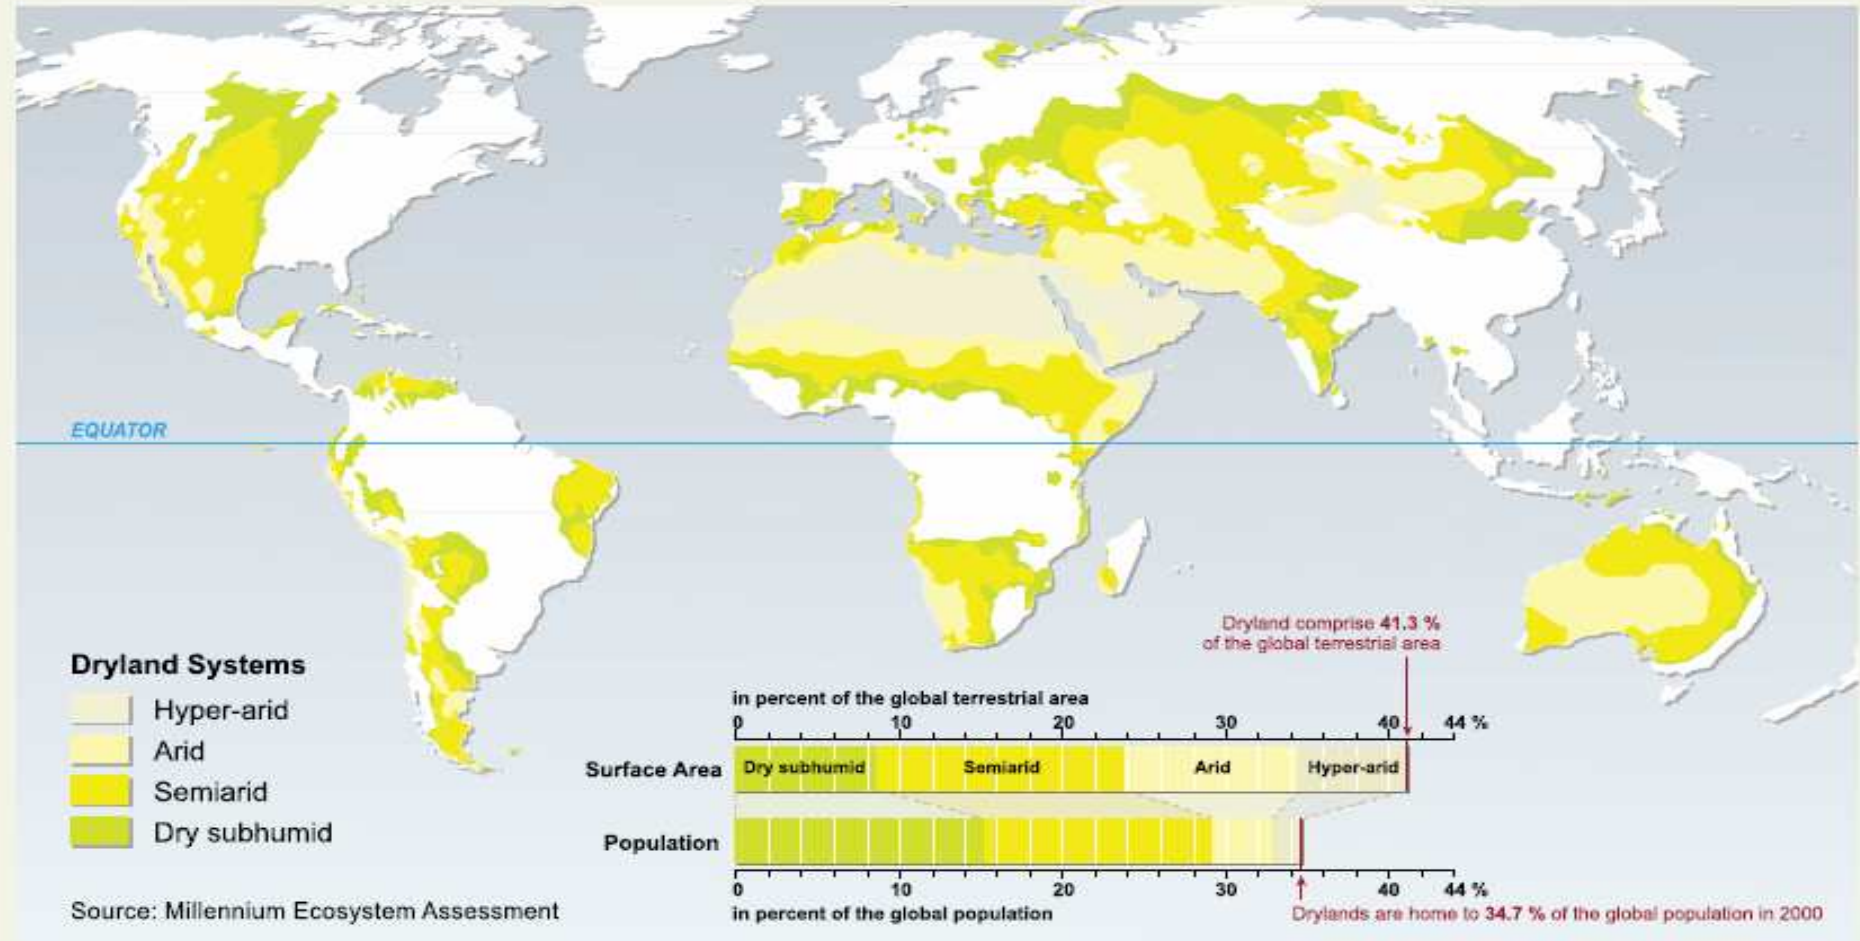 EQUATOR
Dryland comprise 41.3 %
of the global terrestrial area
Dryland Systems
Hyper-arid
Arid
Semiarid
Dry subhumid
Source: Millennium Ecosystem Assessment
in percent of the global terrestrial area
0 10 20 30 40 44 %
Surface Area Dry subhumid Semiarid Arid Hyper-arid
Population
0 10 20 30 40 44 %
in percent of the global population
Drylands are home to 34.7 % of the global population in 2000